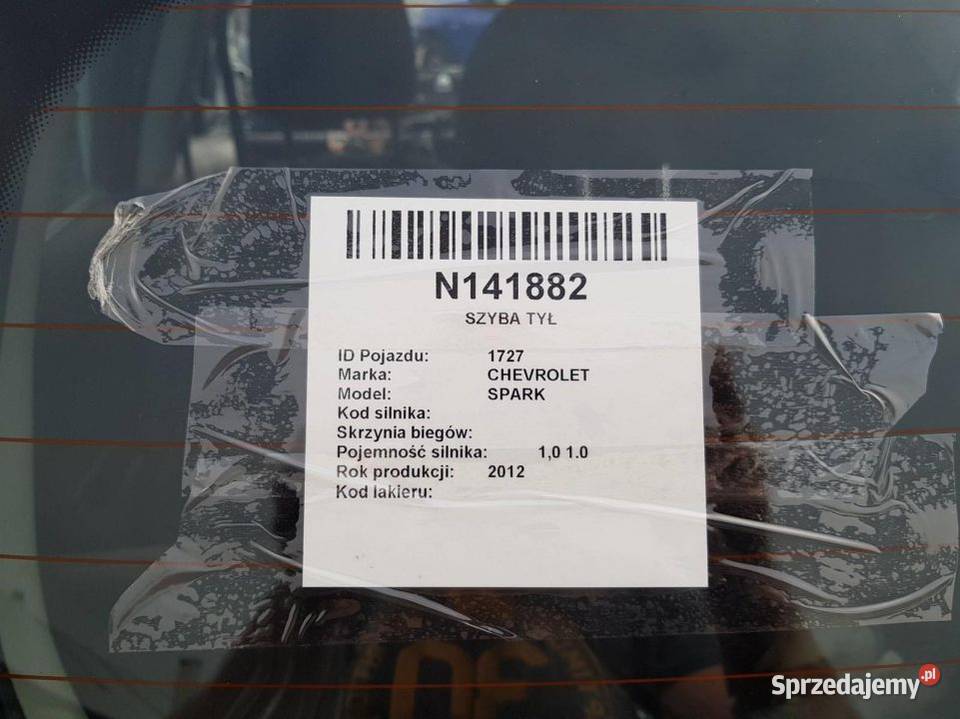 N141882
SZYBA TYŁ
ID Pojazdu: 1727
Marka: CHEVROLET
Model: SPARK
Kod silnika:
Skrzynia biegów:
Pojemność silnika: 1,0 1.0
Rok produkcji: 2012
Kod lakieru:
Sprzedajemy.pl